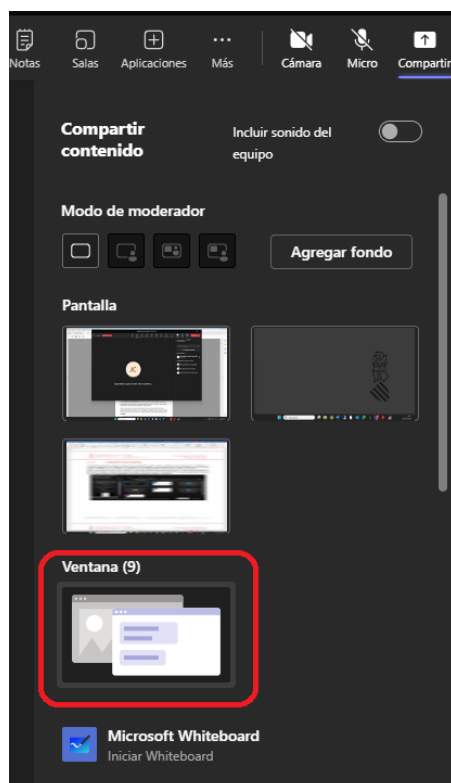 Notas Salas Aplicaciones Más Cámara Micro Compartir
Compartir
contenido
Incluir sonido del
equipo
Modo de moderador
Agregar fondo
Pantalla
Ventana (9)
Microsoft Whiteboard
Iniciar Whiteboard